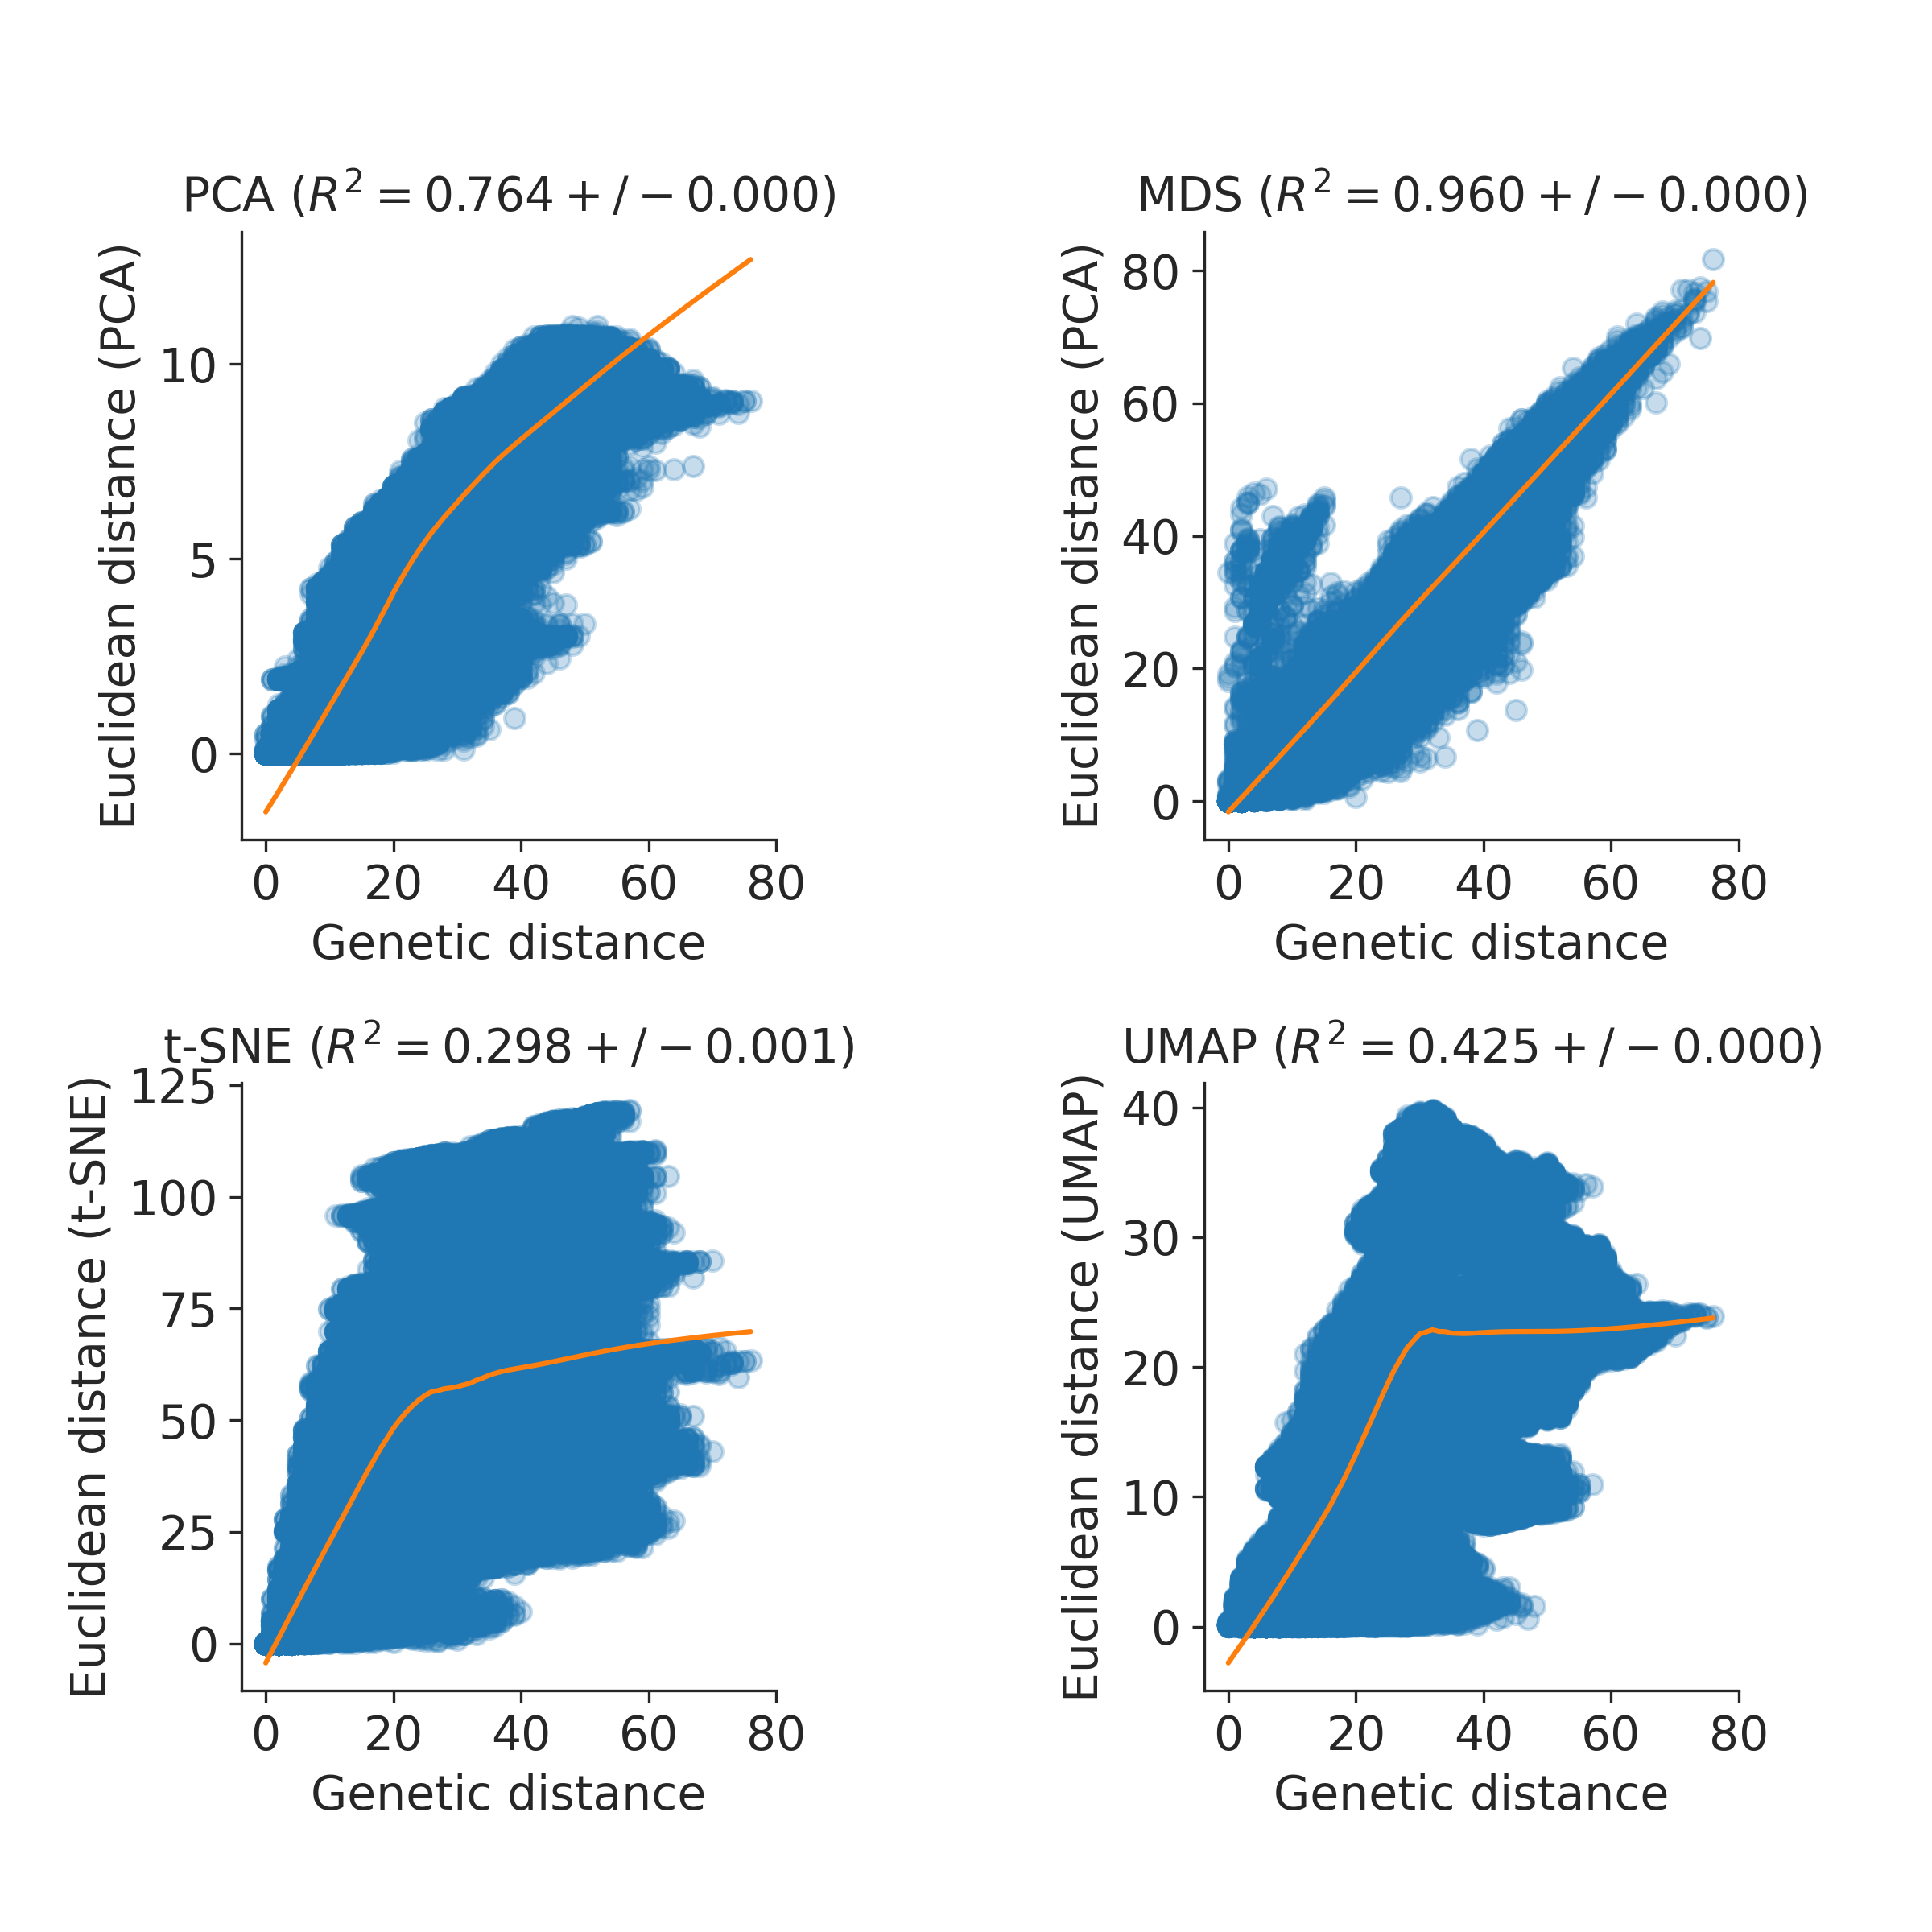 PCA (R² = 0.764 + / − 0.000)
Euclidean distance (PCA)
10
5
0
0 20 40 60 80
Genetic distance
MDS (R² = 0.960 + / − 0.000)
Euclidean distance (PCA)
80
60
40
20
0
0 20 40 60 80
Genetic distance
t-SNE (R² = 0.298 + / − 0.001)
Euclidean distance (t-SNE)
125
100
75
50
25
0
0 20 40 60 80
Genetic distance
UMAP (R² = 0.425 + / − 0.000)
Euclidean distance (UMAP)
40
30
20
10
0
0 20 40 60 80
Genetic distance